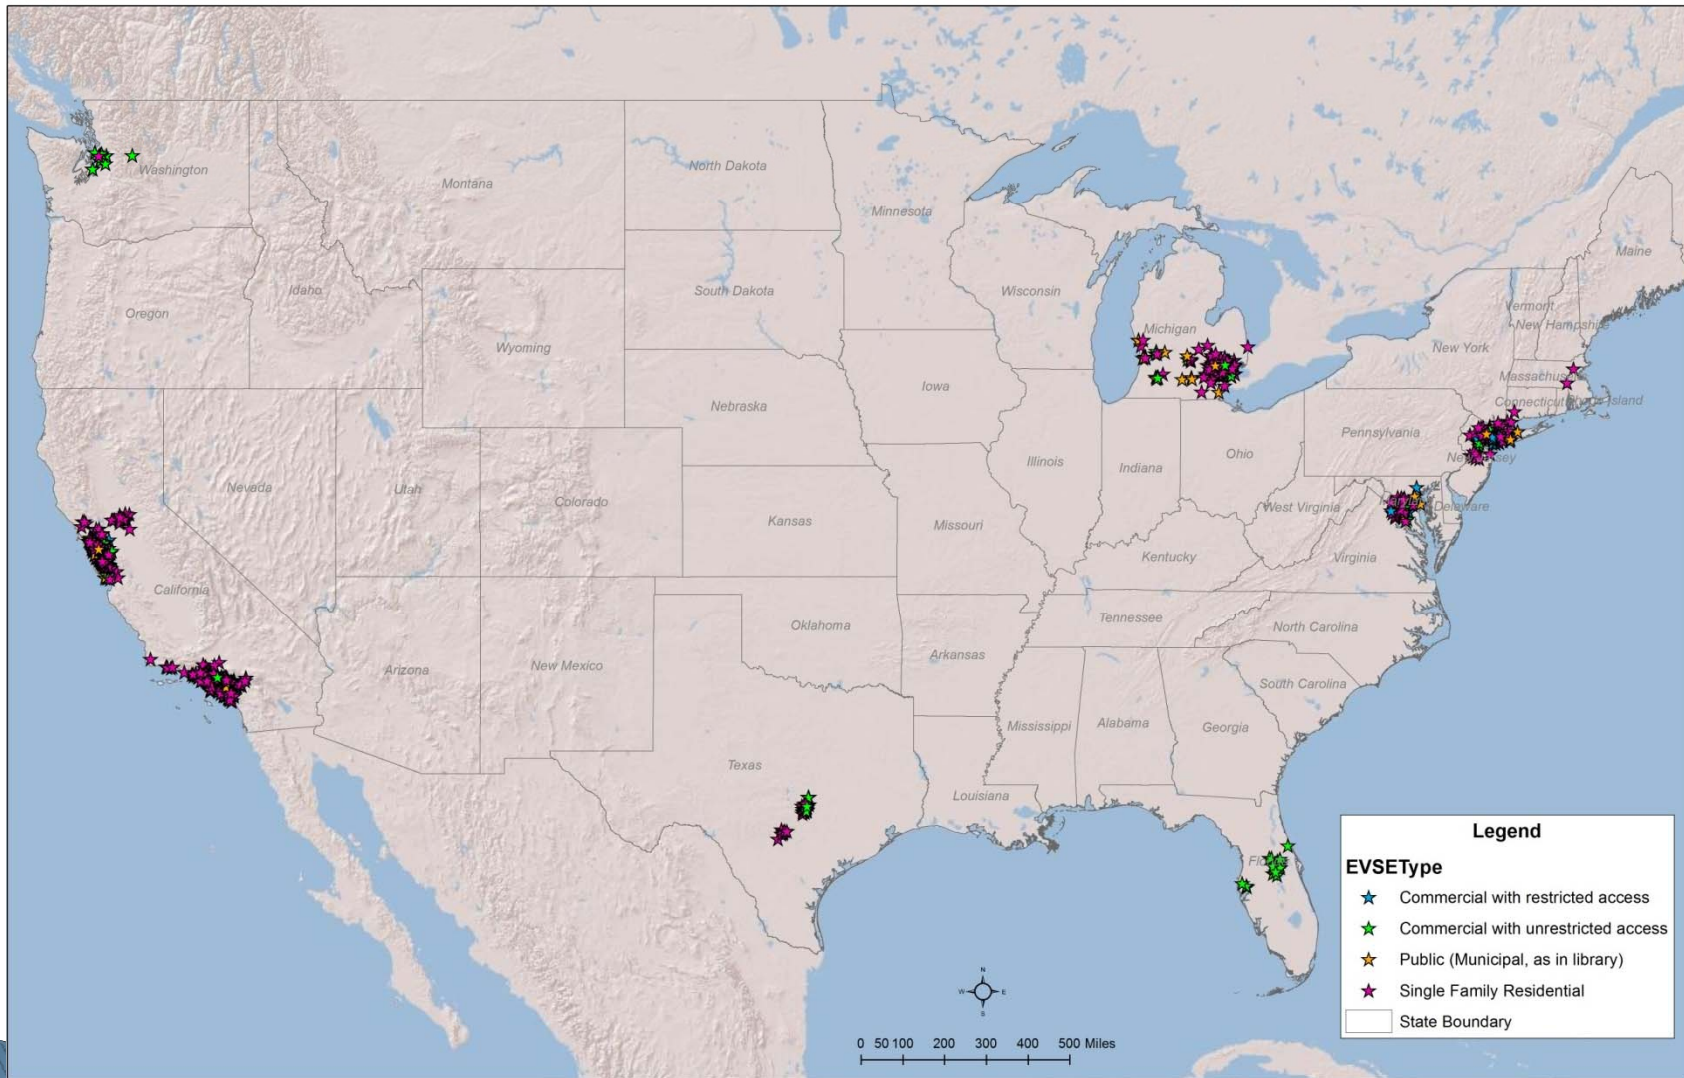 Washington
Montana
North Dakota
Minnesota
Maine
Oregon
Idaho
South Dakota
Wisconsin
Michigan
Vermont
New Hampshire
New York
Wyoming
Massachus
Iowa
Nebraska
Connecticut
Island
Pennsylvania
Nevada
Utah
Colorado
Illinois
Indiana
Ohio
Kansas
Missouri
West Virginia
Delaware
California
Kentucky
Virginia
Oklahoma
Tennessee
North Carolina
Arizona
New Mexico
Arkansas
South Carolina
Mississippi
Alabama
Georgia
Texas
Louisiana
N
W
E
S
0 50 100 200 300 400 500 Miles
Legend
EVSEType
Commercial with restricted access
Commercial with unrestricted access
Public (Municipal, as in library)
Single Family Residential
State Boundary